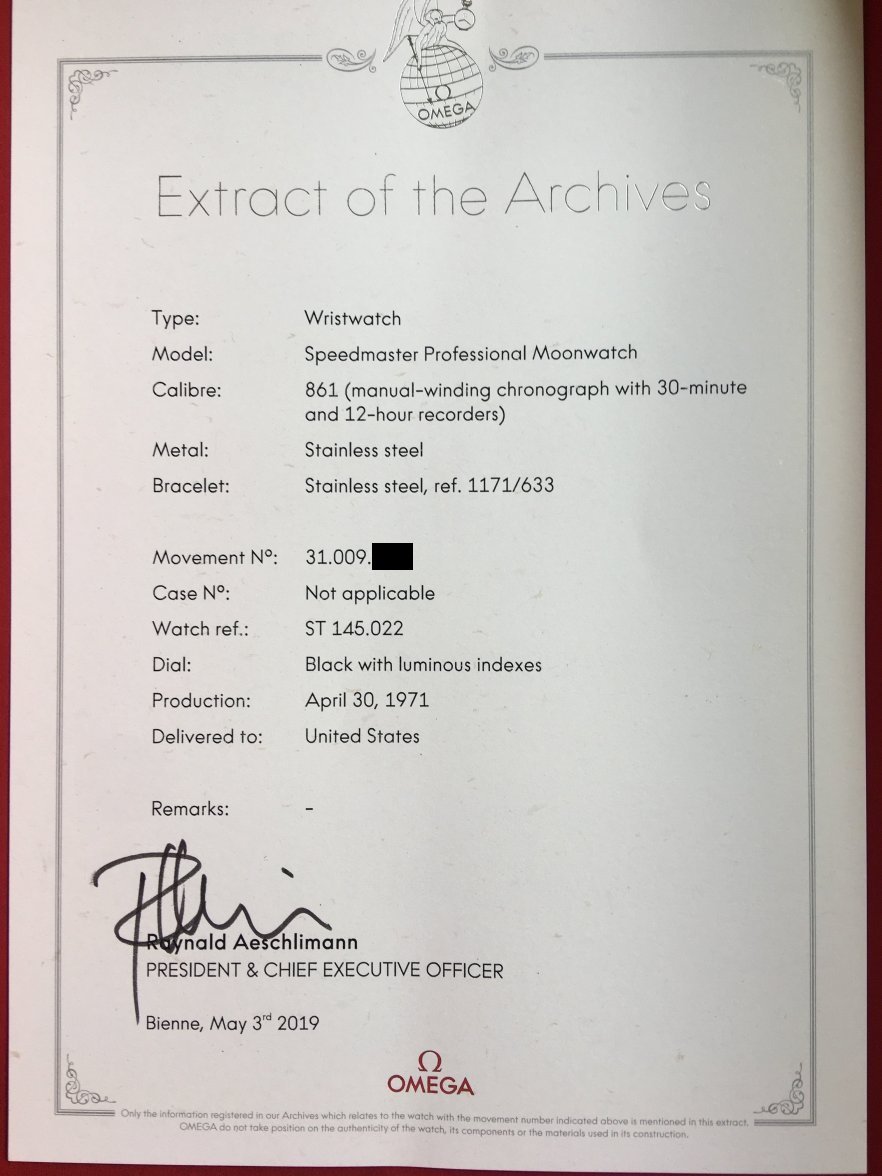 Ω
OMEGA
Extract of the Archives
Type: Wristwatch
Model: Speedmaster Professional Moonwatch
Calibre: 861 (manual-winding chronograph with 30-minute
and 12-hour recorders)
Metal: Stainless steel
Bracelet: Stainless steel, ref. 1171/633
Movement Nº: 31.009.
Case Nº: Not applicable
Watch ref.: ST 145.022
Dial: Black with luminous indexes
Production: April 30, 1971
Delivered to: United States
Remarks: -
Raynald Aeschlimann
PRESIDENT & CHIEF EXECUTIVE OFFICER
Bienne, May 3rd 2019
Ω
OMEGA
Only the information registered in our Archives which relates to the watch with the movement number indicated above is mentioned in this extract.
OMEGA do not take position on the authenticity of the watch, its components or the materials used in its construction.